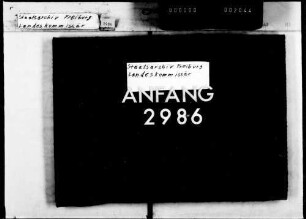 Staatsarchiv Freiburg
Landeskommissär
Staatsarchiv Freiburg
Landeskommissär
ANFANG
2986